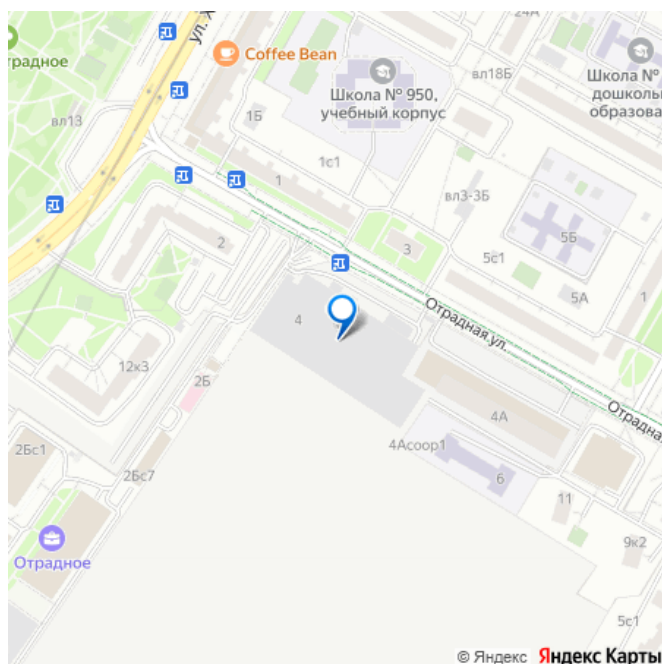 24А
ул. Х
Coffee Bean
традное
вл18Б
Школа №
дошколь
образова
Школа № 950,
учебный корпус
вл13
1Б
1с1
1
вл3-3Б
2
3
5с1
5Б
5А
1
4
Отрадная ул.
12к3
2Б
4А
Отрадна
4Асоор1
2Бс1
2Бс7
6
11
Отрадное
9к2
5с1
© Яндекс Яндекс Карты